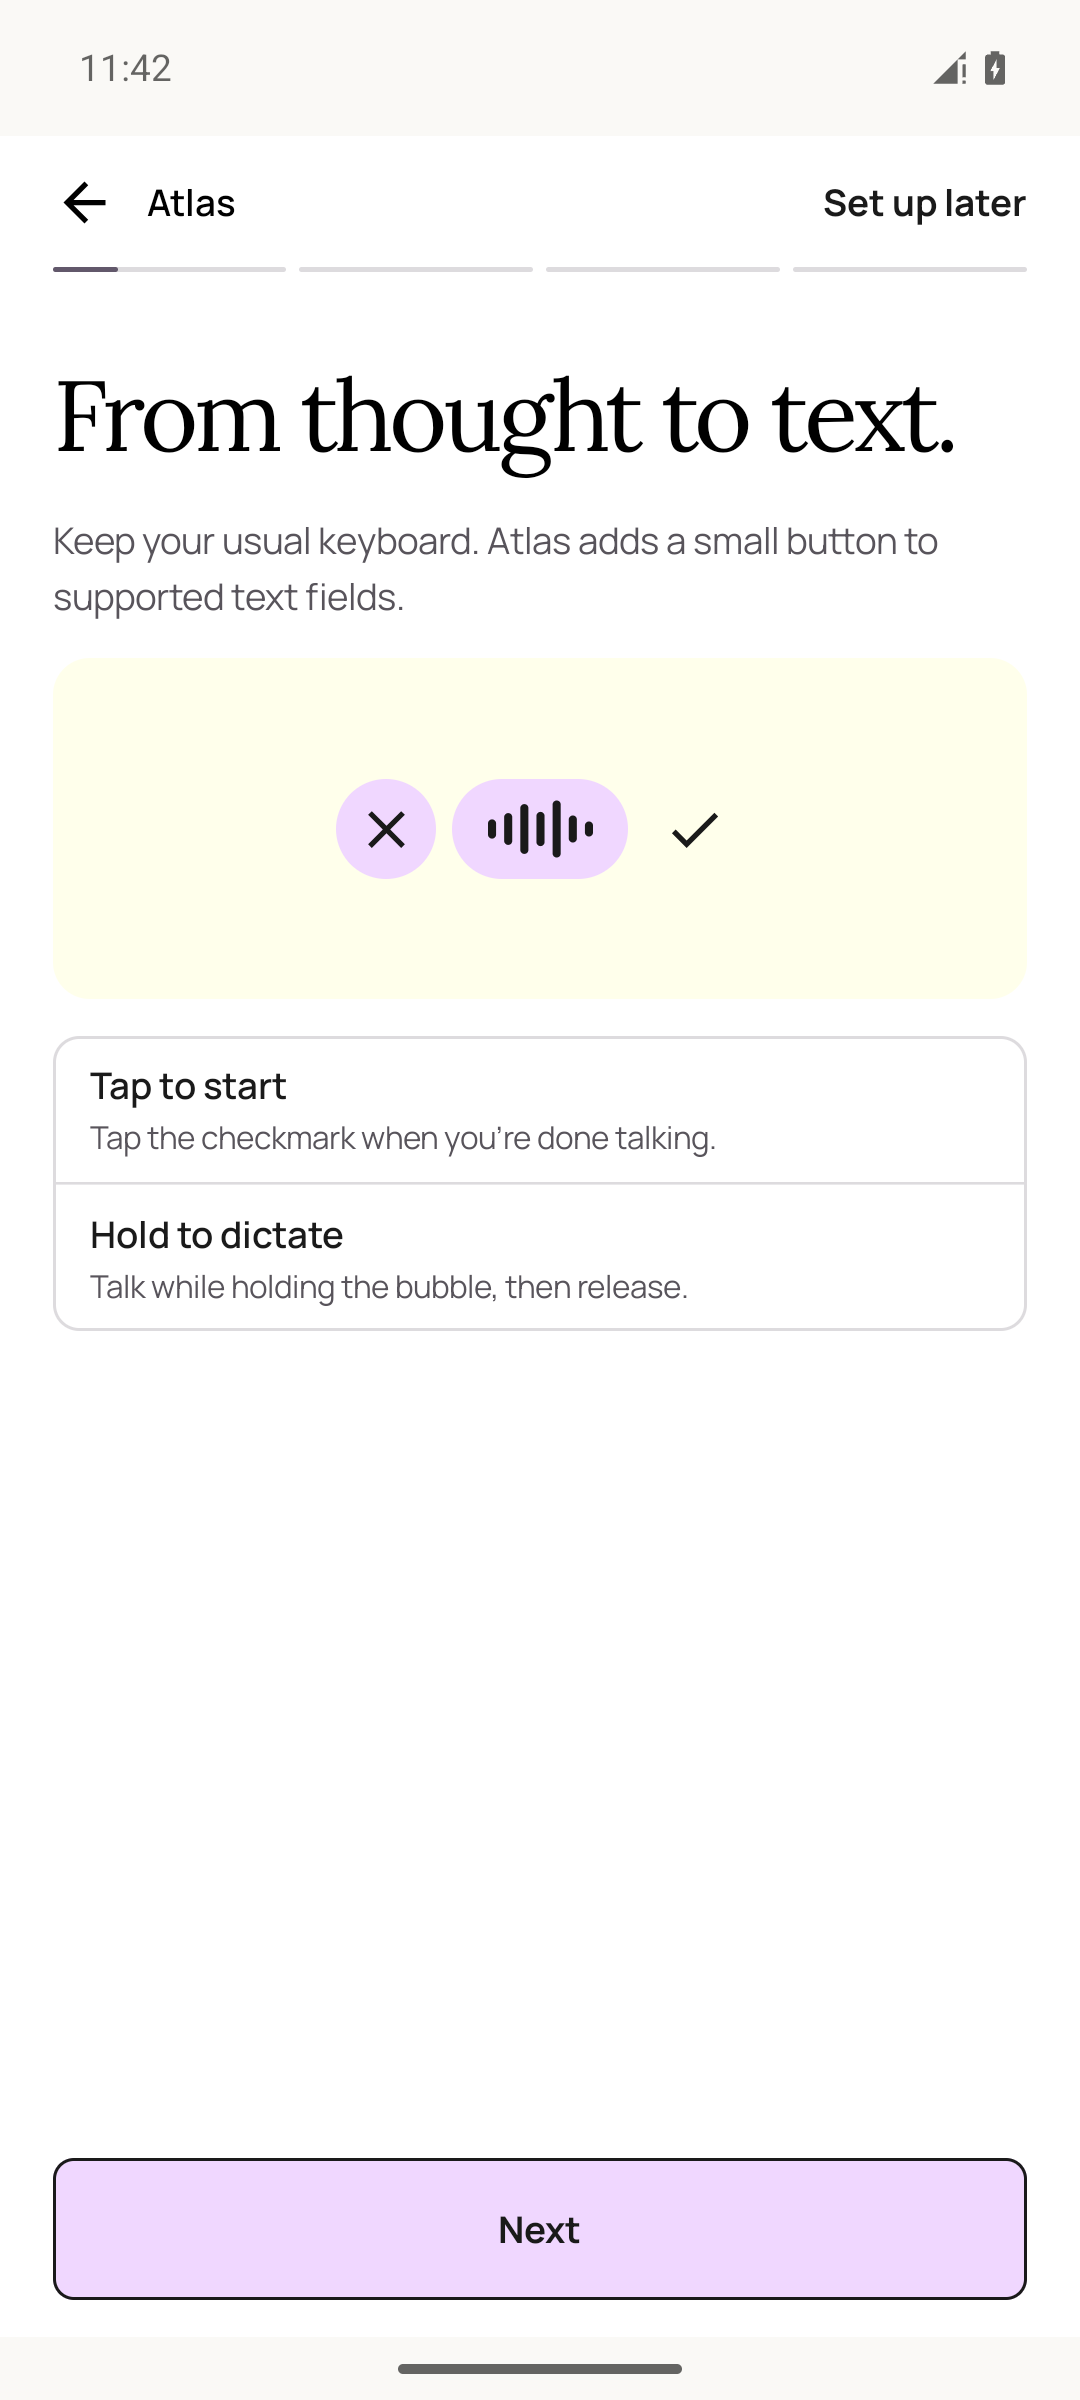 11:42
Atlas
Set up later
From thought to text.
Keep your usual keyboard. Atlas adds a small button to
supported text fields.
Tap to start
Tap the checkmark when you’re done talking.
Hold to dictate
Talk while holding the bubble, then release.
Next